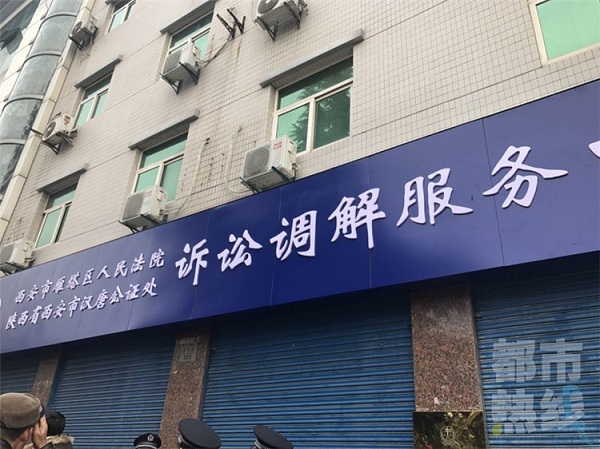 西安市雁塔区人民法院
陕西省西安市汉唐公证处
诉讼调解服务
都市
热线